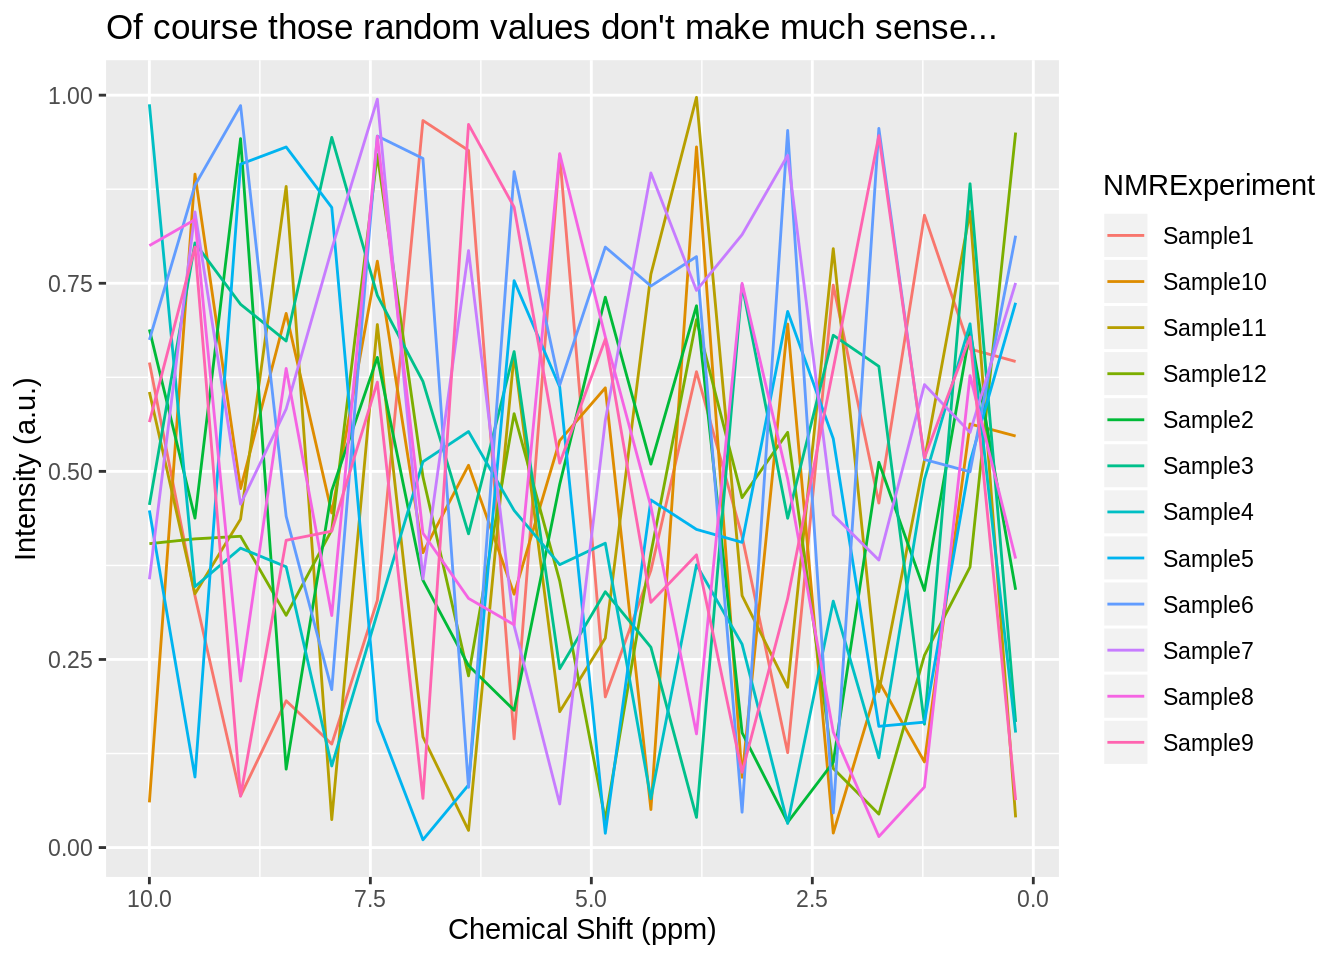 Of course those random values don't make much sense...
1.00
0.75
0.50
0.25
0.00
Intensity (a.u.)
10.0
7.5
5.0
2.5
0.0
Chemical Shift (ppm)
NMRExperiment
Sample1
Sample10
Sample11
Sample12
Sample2
Sample3
Sample4
Sample5
Sample6
Sample7
Sample8
Sample9